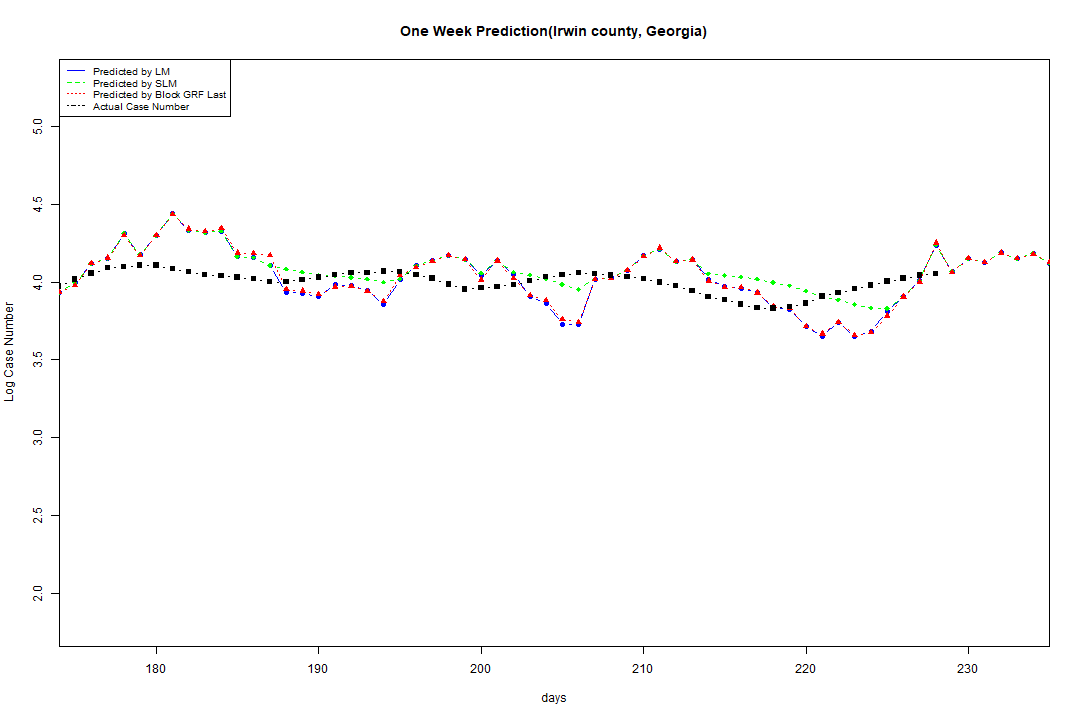 One Week Prediction(Irwin county, Georgia)
Predicted by LM
Predicted by SLM
Predicted by Block GRF Last
Actual Case Number
5.0
4.5
4.0
3.5
3.0
2.5
2.0
Log Case Number
180 190 200 210 220 230
days